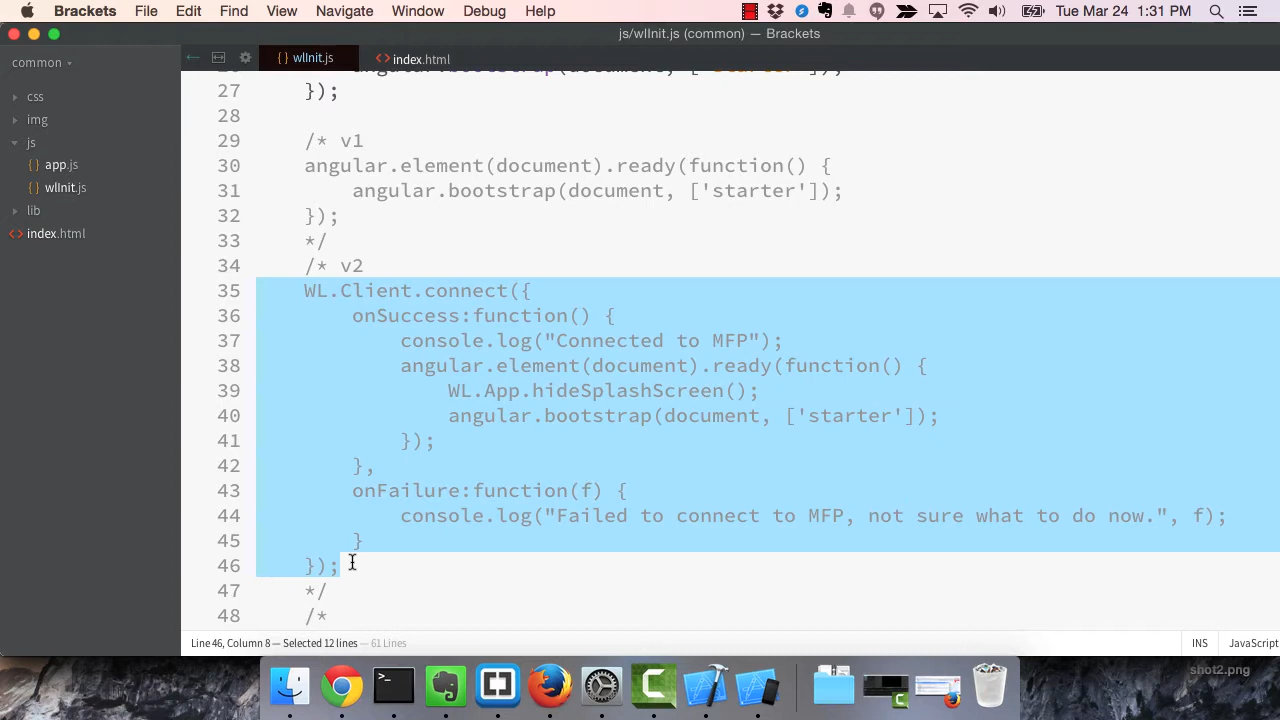 Brackets File Edit Find View Navigate Window Debug Help Tue Mar 24 1:31 PM
js/wlInit.js (common) — Brackets
common
wlInit.js index.html
css
img
js
app.js
wlInit.js
lib
index.html
27 });
28
29 /* v1
30 angular.element(document).ready(function() {
31 angular.bootstrap(document, ['starter']);
32 });
33 */
34 /* v2
35 WL.Client.connect({
36 onSuccess:function() {
37 console.log("Connected to MFP");
38 angular.element(document).ready(function() {
39 WL.App.hideSplashScreen();
40 angular.bootstrap(document, ['starter']);
41 });
42 },
43 onFailure:function(f) {
44 console.log("Failed to connect to MFP, not sure what to do now.", f);
45 }
46 });
47 */
48 /*
Line 46, Column 8 — Selected 12 lines — 61 Lines INS JavaScript
shot2.png